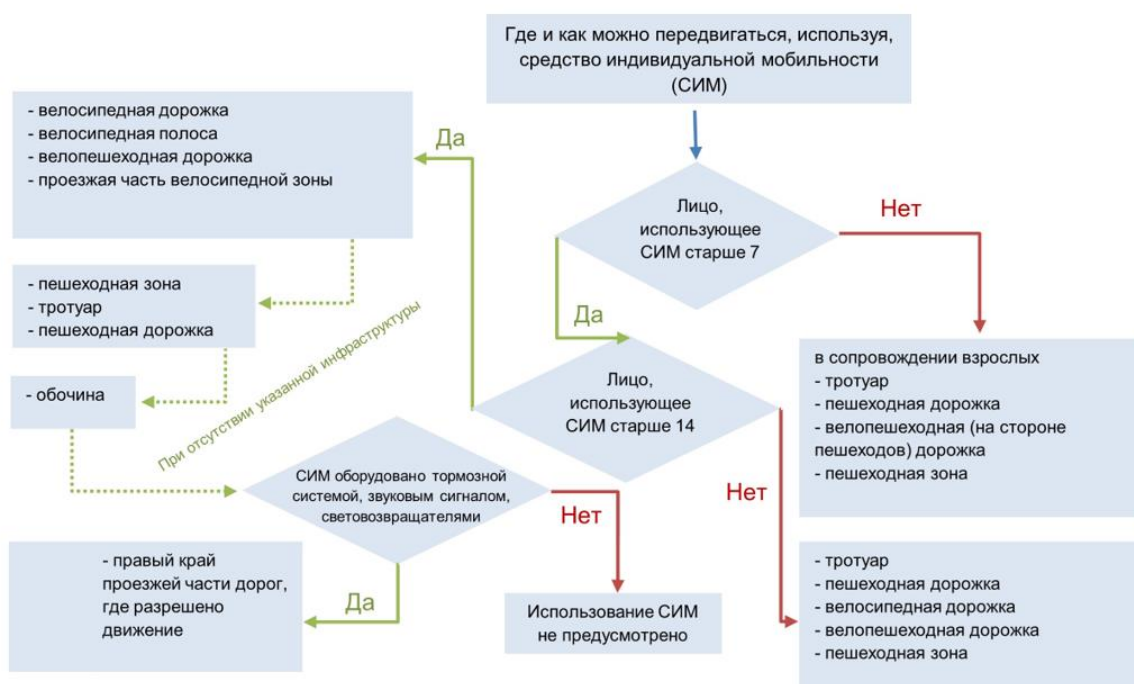 Где и как можно передвигаться, используя,
средство индивидуальной мобильности
(СИМ)
- велосипедная дорожка
- велосипедная полоса
- велопешеходная дорожка
- проезжая часть велосипедной зоны
Да
Лицо,
использующее
СИМ старше 7
Нет
- пешеходная зона
- тротуар
- пешеходная дорожка
Да
- обочина
При отсутствии указанной инфраструктуры
Лицо,
использующее
СИМ старше 14
в сопровождении взрослых
- тротуар
- пешеходная дорожка
- велопешеходная (на стороне
пешеходов) дорожка
- пешеходная зона
СИМ оборудовано тормозной
системой, звуковым сигналом,
световозвращателями
Нет
Нет
- правый край
проезжей части дорог,
где разрешено
движение
Да
Использование СИМ
не предусмотрено
- тротуар
- пешеходная дорожка
- велосипедная дорожка
- велопешеходная дорожка
- пешеходная зона